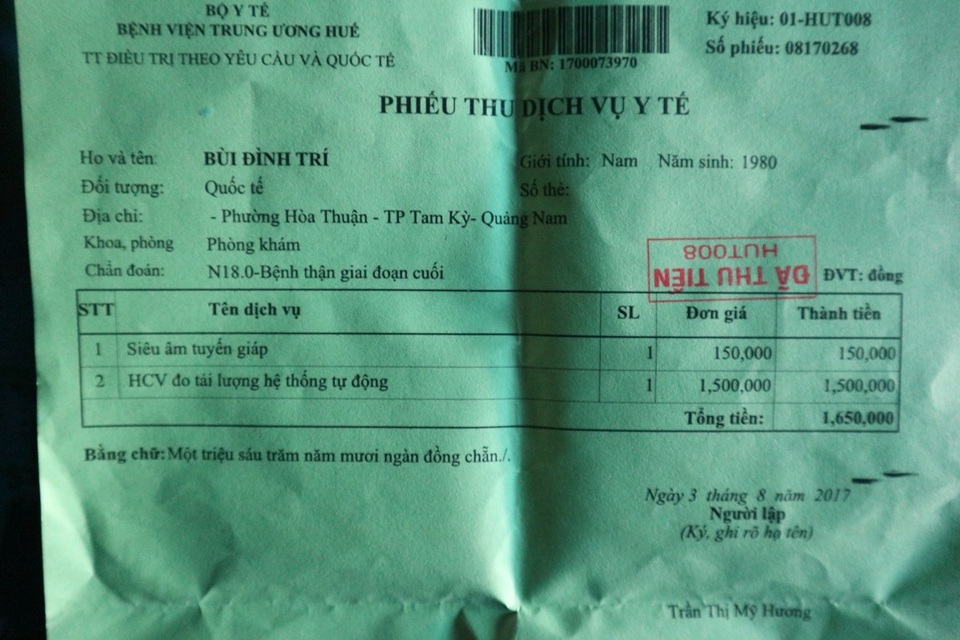 BỘ Y TẾ
BỆNH VIỆN TRUNG ƯƠNG HUẾ
TT ĐIỀU TRỊ THEO YÊU CẦU VÀ QUỐC TẾ
Mã BN: 1700073970
Ký hiệu: 01-HUT008
Số phiếu: 08170268
PHIẾU THU DỊCH VỤ Y TẾ
Họ và tên: BÙI ĐÌNH TRÍ Giới tính: Nam Năm sinh: 1980
Đối tượng: Quốc tế Số thẻ:
Địa chỉ: - Phường Hòa Thuận - TP Tam Kỳ- Quảng Nam
Khoa, phòng Phòng khám
Chẩn đoán: N18.0-Bệnh thận giai đoạn cuối
ĐÃ THU TIỀN
HUT008
ĐVT: đồng
STT Tên dịch vụ SL Đơn giá Thành tiền
1 Siêu âm tuyến giáp 1 150,000 150,000
2 HCV đo tải lượng hệ thống tự động 1 1,500,000 1,500,000
Tổng tiền: 1,650,000
Bằng chữ: Một triệu sáu trăm năm mươi ngàn đồng chẵn./.
Ngày 3 tháng 8 năm 2017
Người lập
(Ký, ghi rõ họ tên)
Trần Thị Mỹ Hương